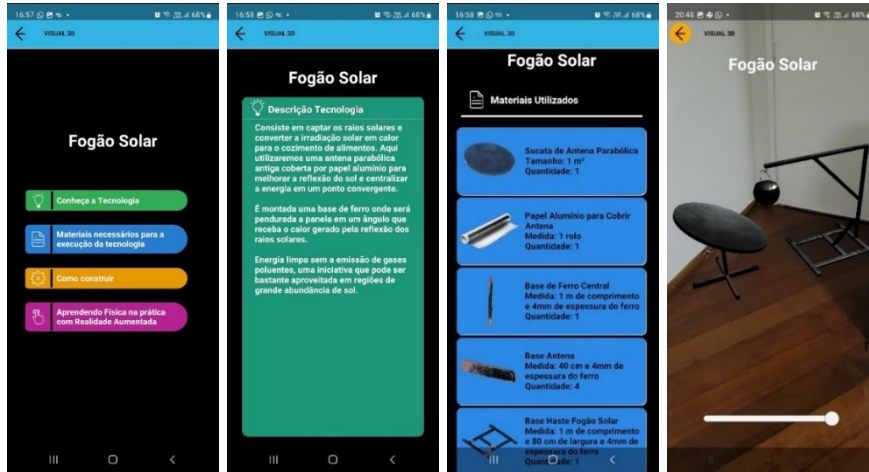 16:57
68%
VISUAL 3D
Fogão Solar
Conheça a Tecnologia
Materiais necessários para a
execução da tecnologia
Como construir
Aprendendo Física na prática
com Realidade Aumentada
16:58
68%
VISUAL 3D
Fogão Solar
Descrição Tecnologia
Consiste em captar os raios solares e
converter a irradiação solar em calor
para o cozimento de alimentos. Aqui
utilizaremos uma antena parabólica
antiga coberta por papel alumínio para
melhorar a reflexão do sol e centralizar
a energia em um ponto convergente.
É montada uma base de ferro onde será
pendurada a panela em um ângulo que
receba o calor gerado pela reflexão dos
raios solares.
Energia limpa sem a emissão de gases
poluentes, uma iniciativa que pode ser
bastante aproveitada em regiões de
grande abundância de sol.
16:58
68%
VISUAL 3D
Fogão Solar
Materiais Utilizados
Sucata de Antena Parabólica
Tamanho: 1 m²
Quantidade: 1
Papel Alumínio para Cobrir
Antena
Medida: 1 rolo
Quantidade: 1
Base de Ferro Central
Medida: 1 m de comprimento
e 4mm de espessura do ferro
Quantidade: 1
Base Antena
Medida: 40 cm e 4mm de
espessura do ferro
Quantidade: 4
Base Haste Fogão Solar
Medida: 1 m de comprimento
e 80 cm de largura e 4mm de
espessura do ferro
Quantidade: 1
20:48
68%
VISUAL 3D
Fogão Solar